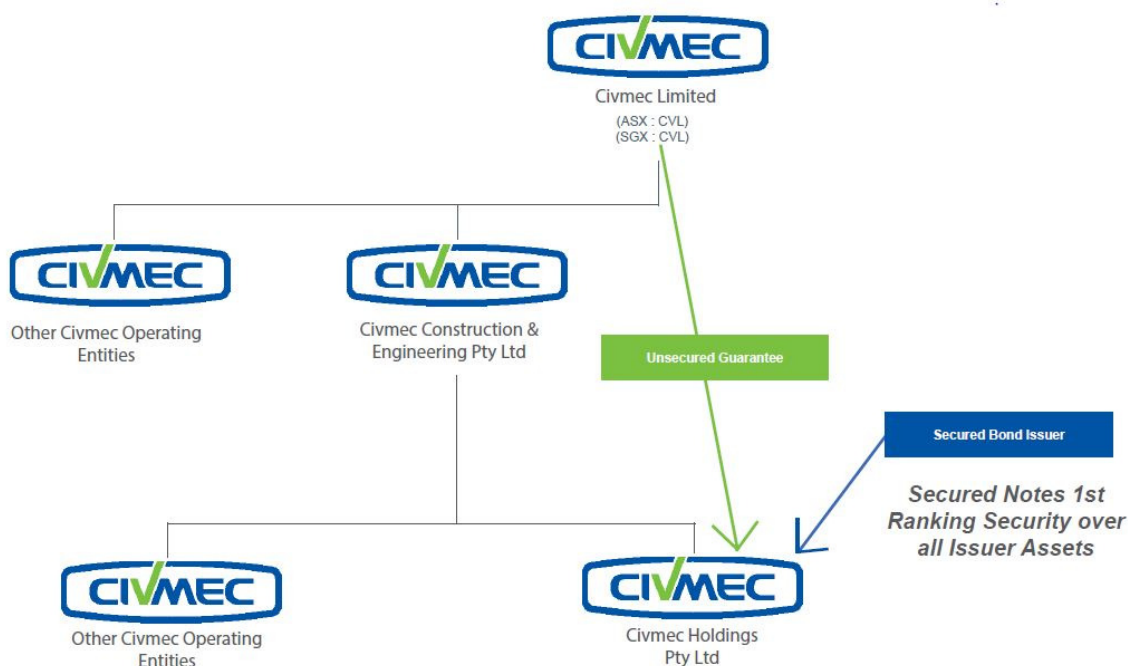 CIVMEC
Civmec Limited
(ASX : CVL)
(SGX : CVL)
CIVMEC
CIVMEC
Other Civmec Operating
Entities
Civmec Construction &
Engineering Pty Ltd
Unsecured Guarantee
Secured Bond Issuer
Secured Notes 1st
Ranking Security over
all Issuer Assets
CIVMEC
CIVMEC
Other Civmec Operating
Entities
Civmec Holdings
Pty Ltd